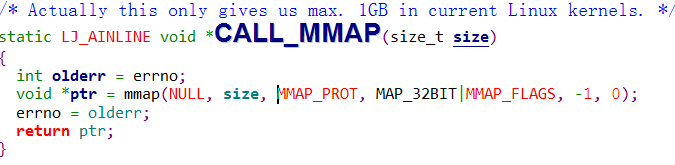 /* Actually this only gives us max. 1GB in current Linux kernels. */
static LJ_AINLINE void *CALL_MMAP(size_t size)
{
  int olderr = errno;
  void *ptr = mmap(NULL, size, MMAP_PROT, MAP_32BIT|MMAP_FLAGS, -1, 0);
  errno = olderr;
  return ptr;
}